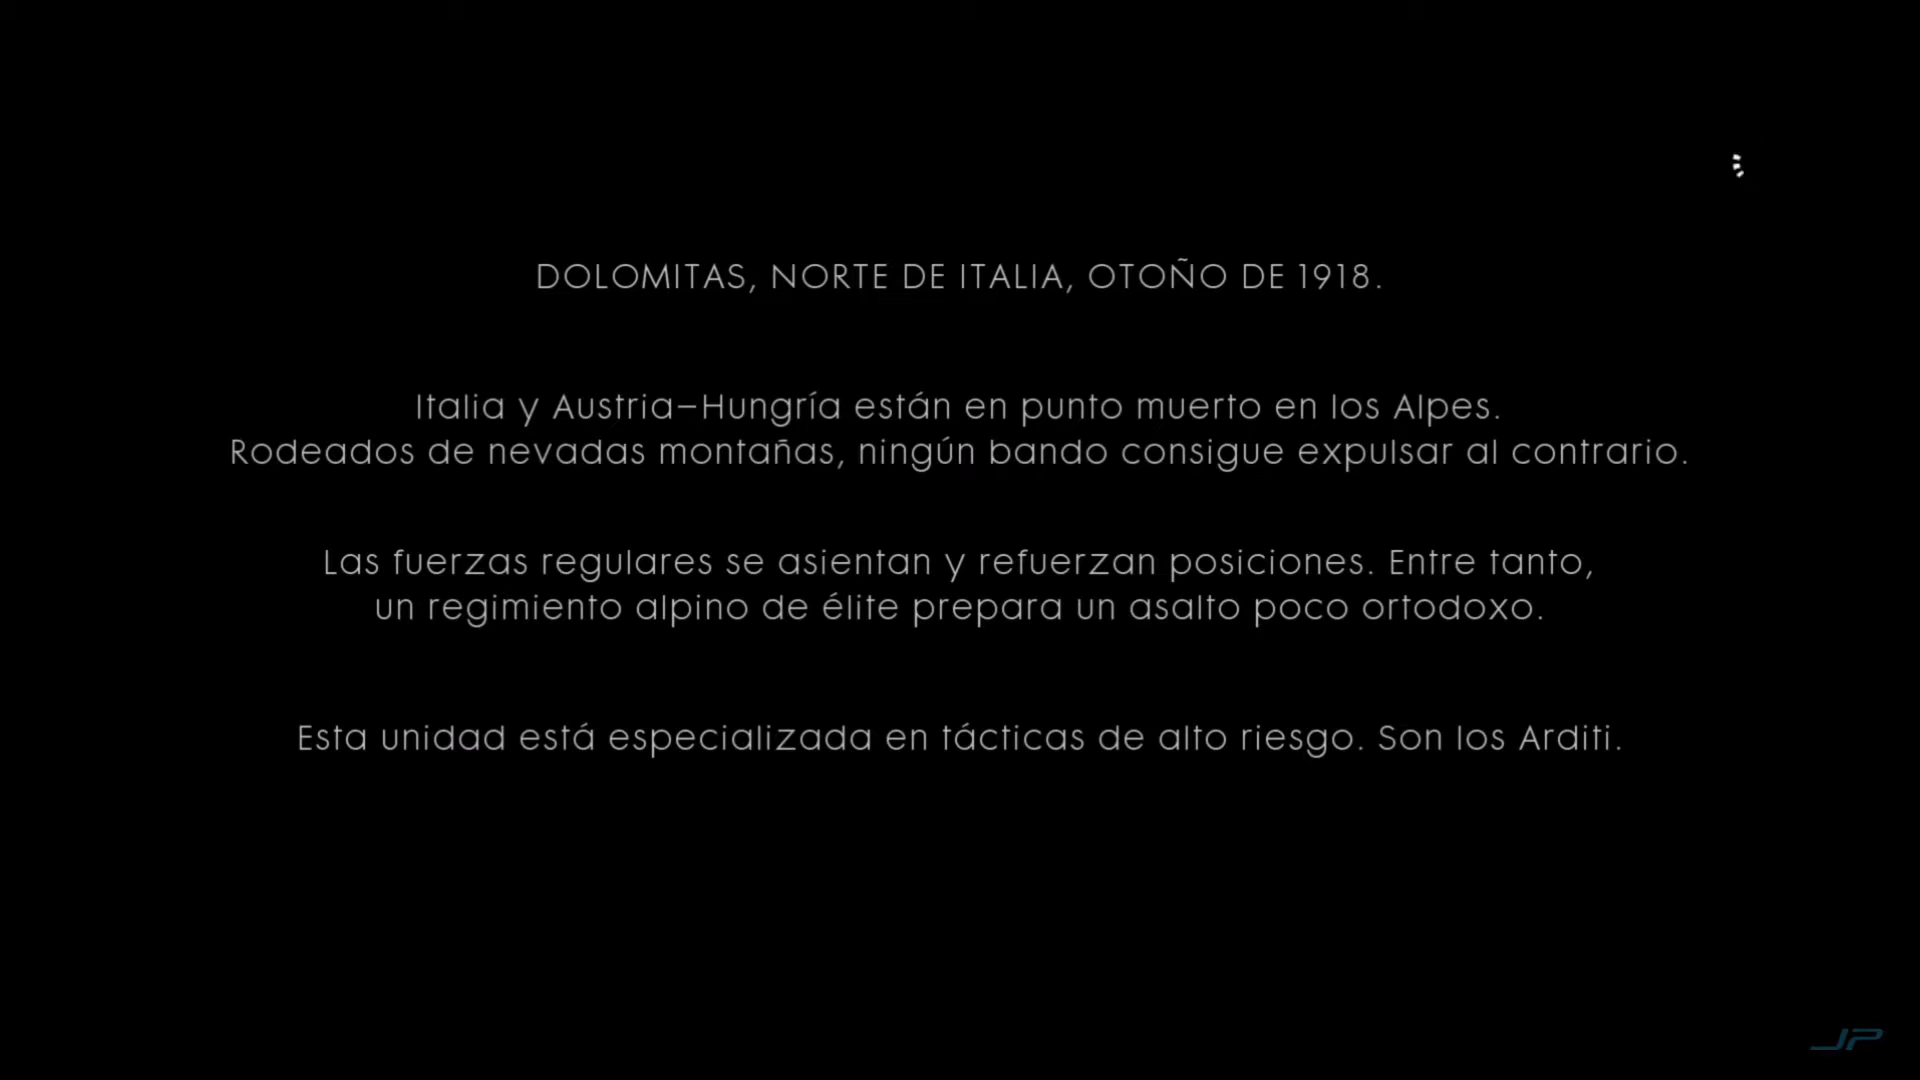 DOLOMITAS, NORTE DE ITALIA, OTOÑO DE 1918.
Italia y Austria–Hungría están en punto muerto en los Alpes.
Rodeados de nevadas montañas, ningún bando consigue expulsar al contrario.
Las fuerzas regulares se asientan y refuerzan posiciones. Entre tanto,
un regimiento alpino de élite prepara un asalto poco ortodoxo.
Esta unidad está especializada en tácticas de alto riesgo. Son los Arditi.
JP